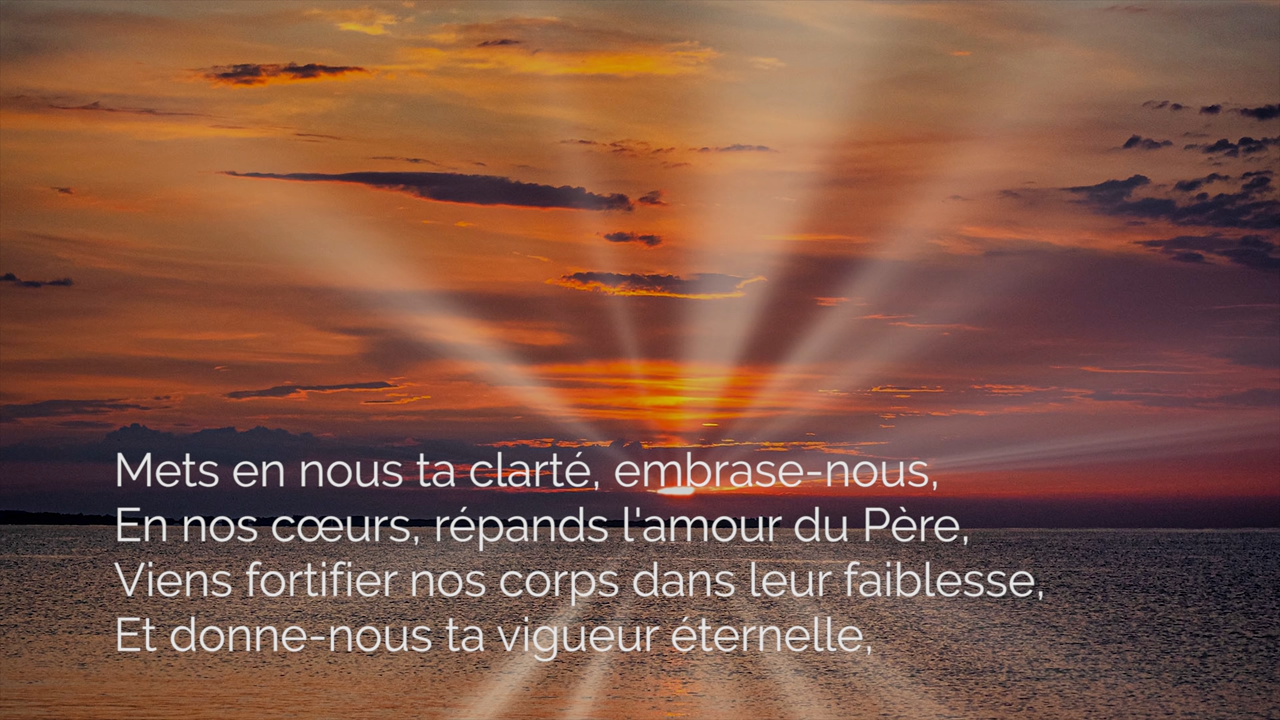 Mets en nous ta clarté, embrase-nous,
En nos cœurs, répands l'amour du Père,
Viens fortifier nos corps dans leur faiblesse,
Et donne-nous ta vigueur éternelle,